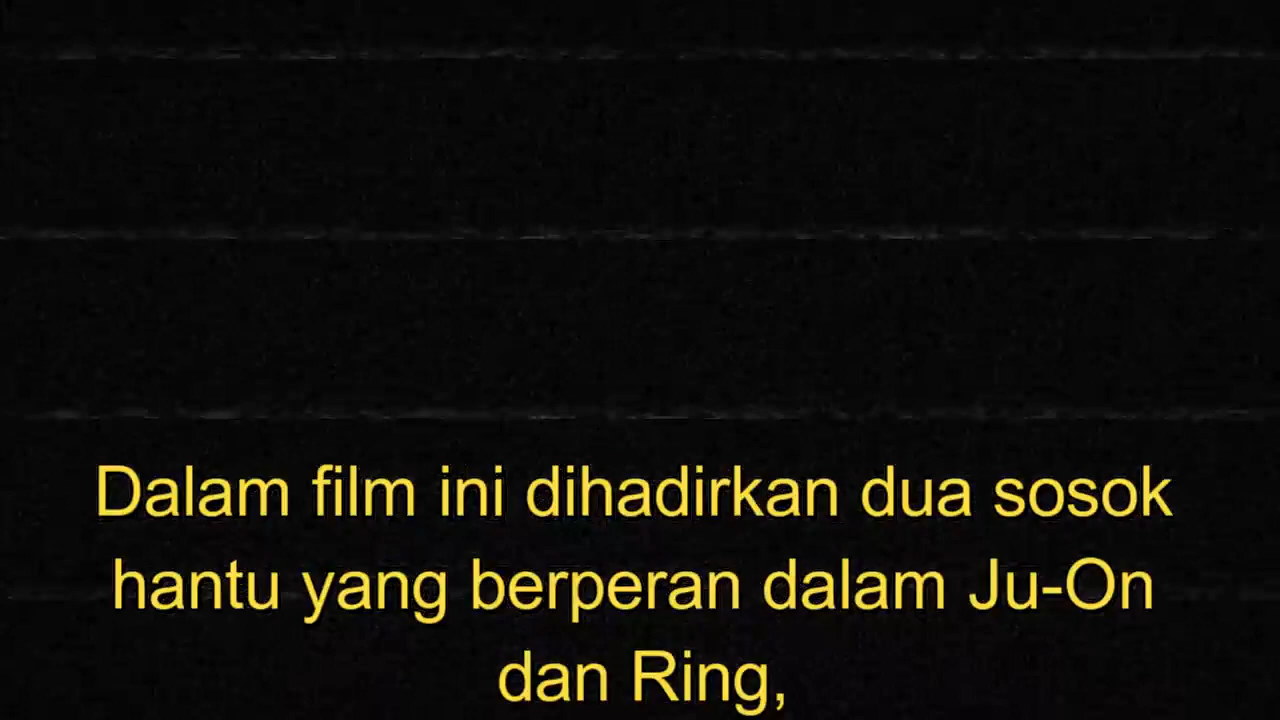 Dalam film ini dihadirkan dua sosok
hantu yang berperan dalam Ju-On
dan Ring,